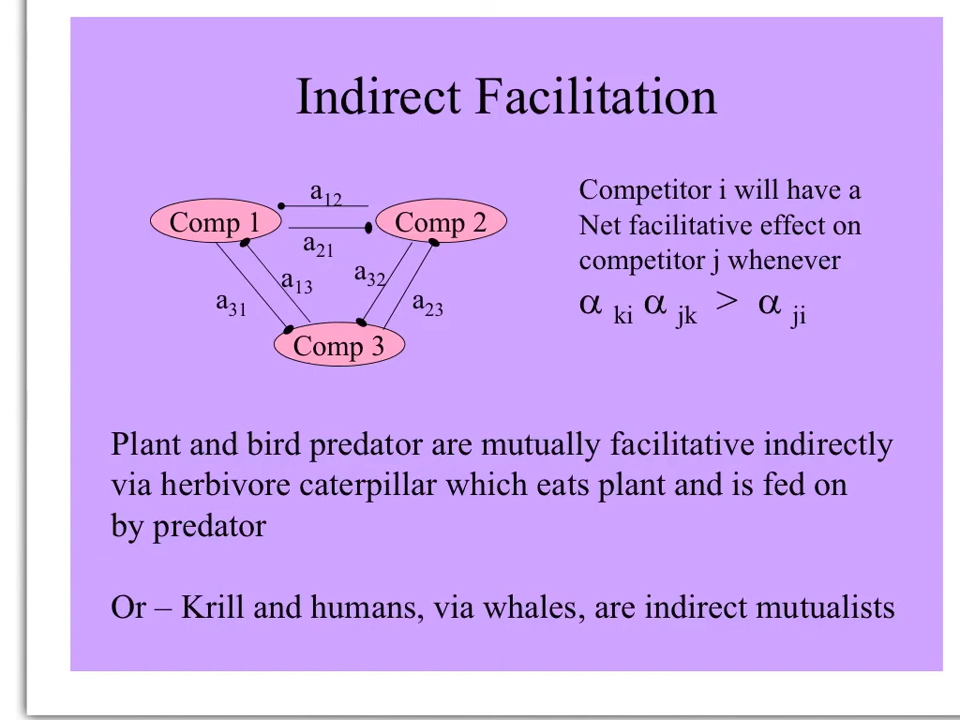 Indirect Facilitation
a12
Comp 1
Comp 2
a21
a13
a32
a31
a23
Comp 3
Competitor i will have a
Net facilitative effect on
competitor j whenever
α ki α jk > α ji
Plant and bird predator are mutually facilitative indirectly
via herbivore caterpillar which eats plant and is fed on
by predator
Or – Krill and humans, via whales, are indirect mutualists